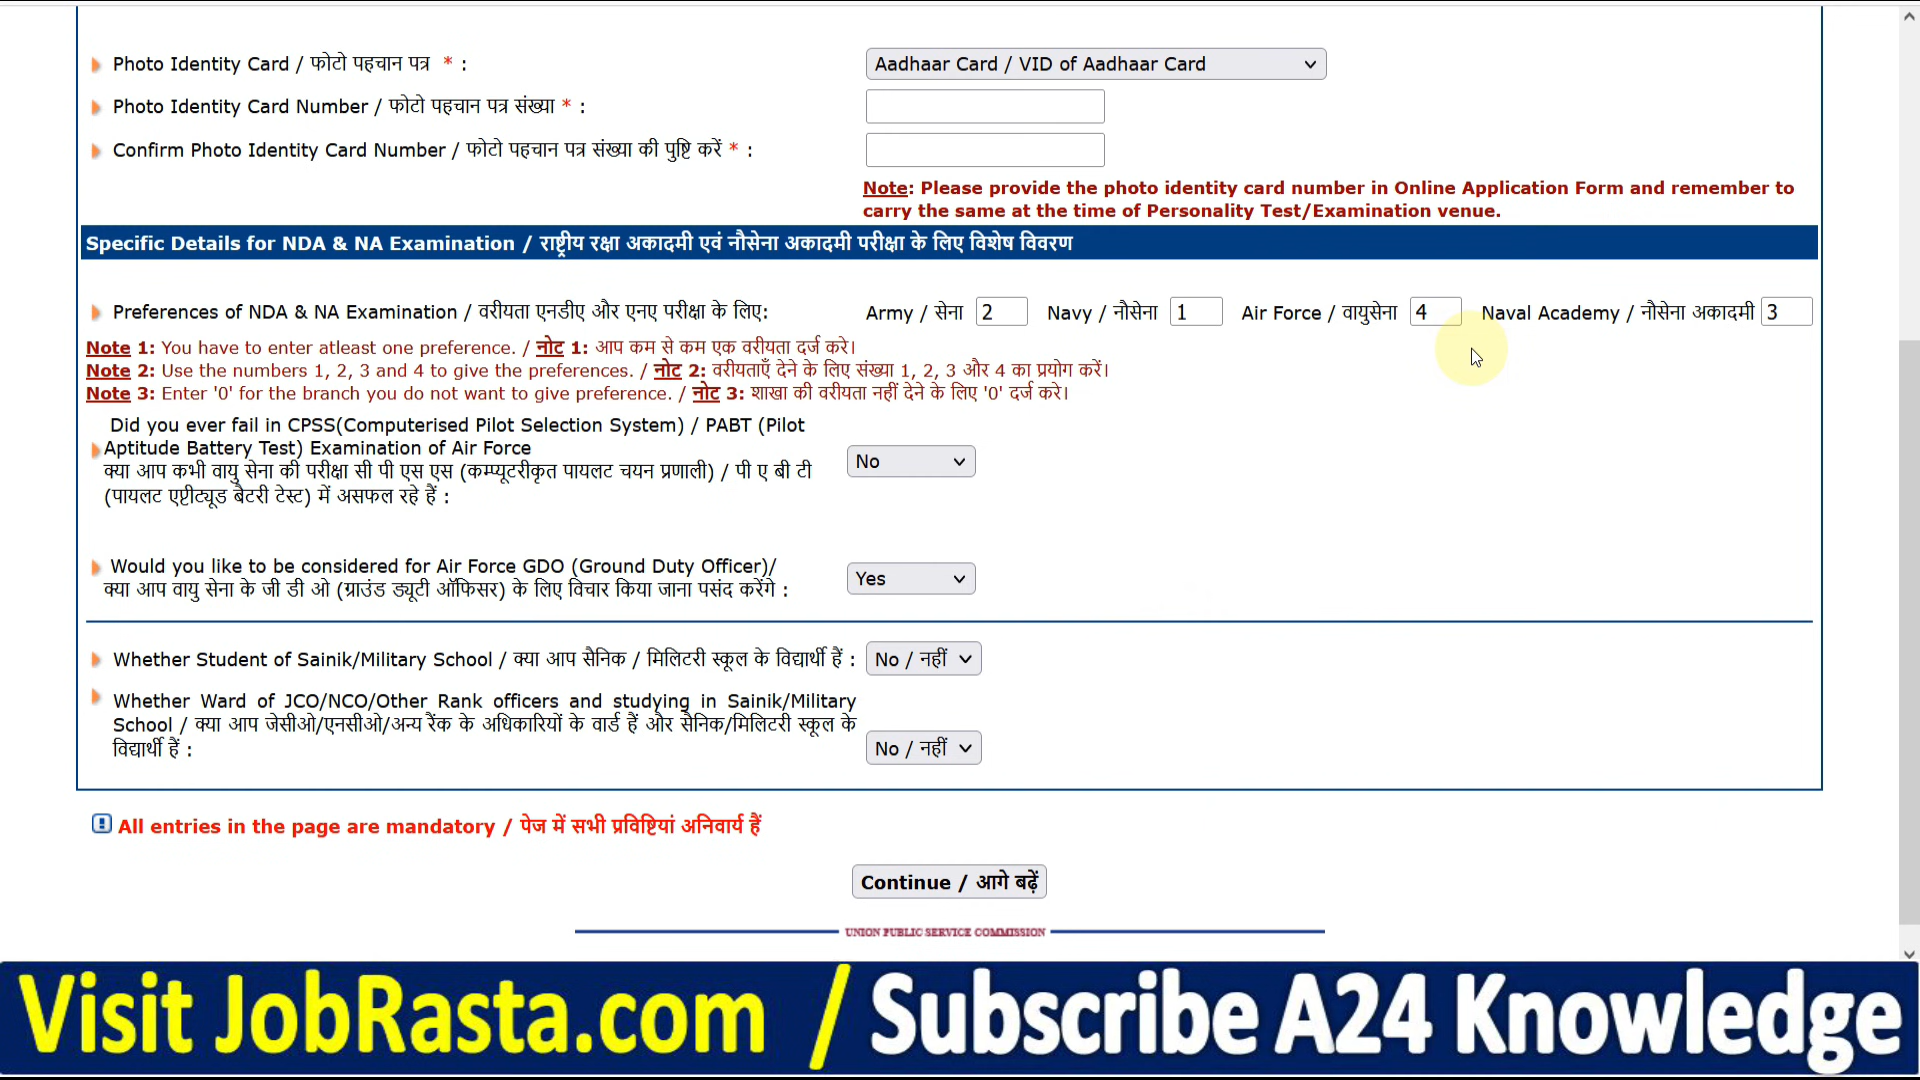 Photo Identity Card / फोटो पहचान पत्र * : Aadhaar Card / VID of Aadhaar Card
Photo Identity Card Number / फोटो पहचान पत्र संख्या * :
Confirm Photo Identity Card Number / फोटो पहचान पत्र संख्या की पुष्टि करें * :
Note: Please provide the photo identity card number in Online Application Form and remember to
carry the same at the time of Personality Test/Examination venue.
Specific Details for NDA & NA Examination / राष्ट्रीय रक्षा अकादमी एवं नौसेना अकादमी परीक्षा के लिए विशेष विवरण
Preferences of NDA & NA Examination / वरीयता एनडीए और एनए परीक्षा के लिए: Army / सेना 2 Navy / नौसेना 1 Air Force / वायुसेना 4 Naval Academy / नौसेना अकादमी 3
Note 1: You have to enter atleast one preference. / नोट 1: आप कम से कम एक वरीयता दर्ज करे।
Note 2: Use the numbers 1, 2, 3 and 4 to give the preferences. / नोट 2: वरीयताएँ देने के लिए संख्या 1, 2, 3 और 4 का प्रयोग करें।
Note 3: Enter '0' for the branch you do not want to give preference. / नोट 3: शाखा की वरीयता नहीं देने के लिए '0' दर्ज करे।
Did you ever fail in CPSS(Computerised Pilot Selection System) / PABT (Pilot
Aptitude Battery Test) Examination of Air Force
क्या आप कभी वायु सेना की परीक्षा सी पी एस एस (कम्प्यूटरीकृत पायलट चयन प्रणाली) / पी ए बी टी
(पायलट एप्टीट्यूड बैटरी टेस्ट) में असफल रहे हैं :
No
Would you like to be considered for Air Force GDO (Ground Duty Officer)/
क्या आप वायु सेना के जी डी ओ (ग्राउंड ड्यूटी ऑफिसर) के लिए विचार किया जाना पसंद करेंगे :
Yes
Whether Student of Sainik/Military School / क्या आप सैनिक / मिलिटरी स्कूल के विद्यार्थी हैं : No / नहीं
Whether Ward of JCO/NCO/Other Rank officers and studying in Sainik/Military
School / क्या आप जेसीओ/एनसीओ/अन्य रैंक के अधिकारियों के वार्ड हैं और सैनिक/मिलिटरी स्कूल के
विद्यार्थी हैं : No / नहीं
All entries in the page are mandatory / पेज में सभी प्रविष्टियां अनिवार्य हैं
Continue / आगे बढ़ें
UNION PUBLIC SERVICE COMMISSION
Visit JobRasta.com / Subscribe A24 Knowledge